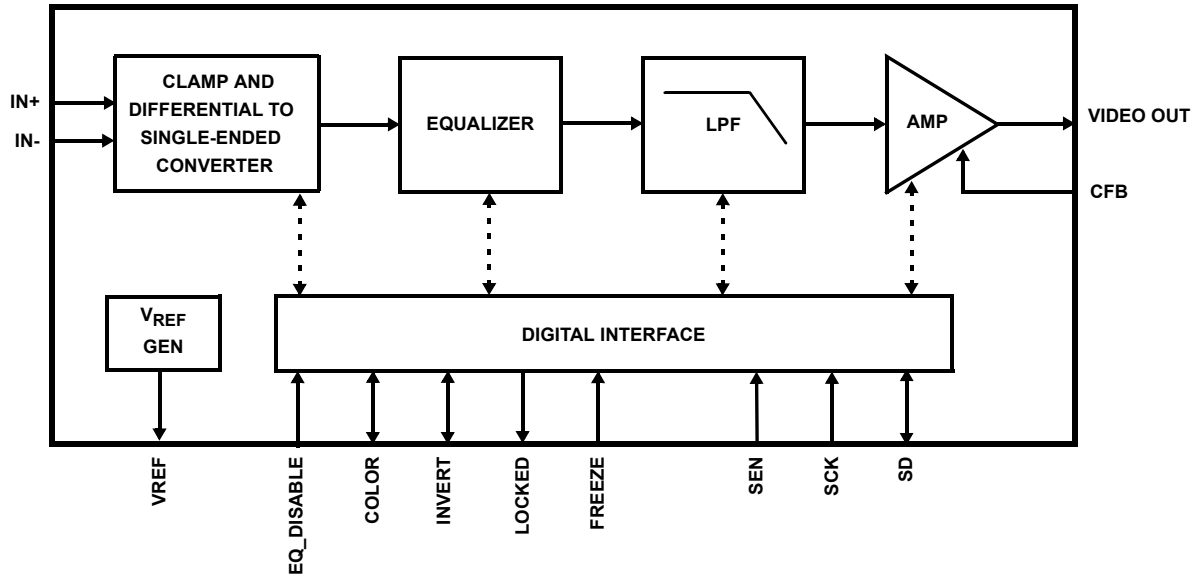 CLAMP AND
DIFFERENTIAL TO
SINGLE-ENDED
CONVERTER
IN+
IN-
EQUALIZER
LPF
AMP
VIDEO OUT
CFB
VREF
GEN
DIGITAL INTERFACE
VREF
EQ_DISABLE
COLOR
INVERT
LOCKED
FREEZE
SEN
SCK
SD